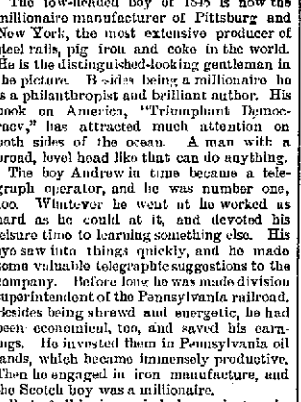 The tow-headed boy of 1845 is now the
millionaire manufacturer of Pittsburg and
New York, the most extensive producer of
steel rails, pig iron and coke in the world.
He is the distinguished-looking gentleman in
the picture. Besides being a millionaire he
is a philanthropist and brilliant author. His
book on America, "Triumphant Democ-
racy," has attracted much attention on
both sides of the ocean. A man with a
broad, level head like that can do anything.
The boy Andrew in time became a tele-
graph operator, and he was number one,
too. Whatever he went at he worked as
hard as he could at it, and devoted his
leisure time to learning something else. His
eye saw into things quickly, and he made
some valuable telegraphic suggestions to the
company. Before long he was made division
superintendent of the Pennsylvania railroad.
Besides being shrewd and energetic, he had
been economical, too, and saved his earn-
ings. He invested them in Pennsylvania oil
lands, which became immensely productive.
Then he engaged in iron manufacture, and
the Scotch boy was a millionaire.